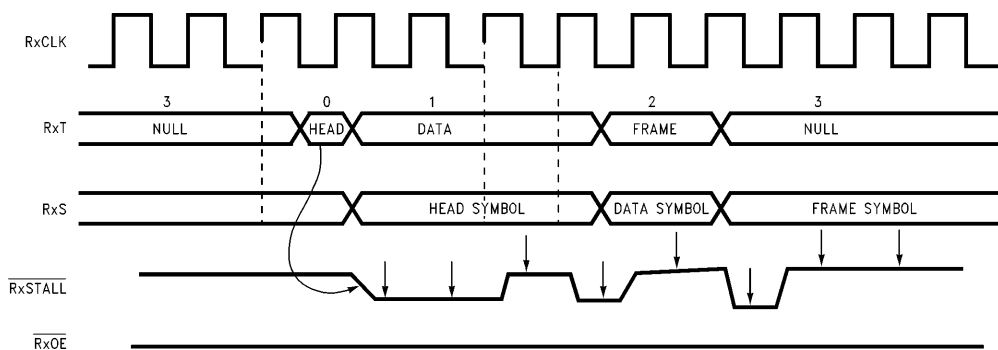 RxCLK
3 0 1 2 3
RxT NULL HEAD DATA FRAME NULL
RxS HEAD SYMBOL DATA SYMBOL FRAME SYMBOL
RxSTALL
RxOE